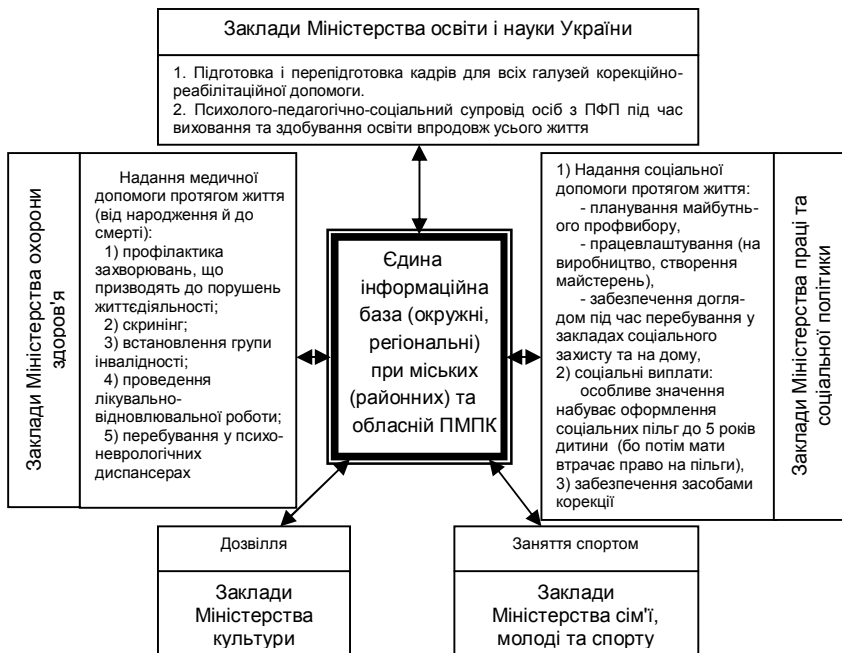 Заклади Міністерства освіти і науки України
1. Підготовка і перепідготовка кадрів для всіх галузей корекційно-
реабілітаційної допомоги.
2. Психолого-педагогічно-соціальний супровід осіб з ПФП під час
виховання та здобування освіти впродовж усього життя
Заклади Міністерства охорони
здоров'я
Надання медичної
допомоги протягом життя
(від народження й до
смерті):
1) профілактика
захворювань, що
призводять до порушень
життєдіяльності;
2) скринінг;
3) встановлення групи
інвалідності;
4) проведення
лікувально-
відновлювальної роботи;
5) перебування у психо-
неврологічних
диспансерах
Єдина
інформаційна
база (окружні,
регіональні)
при міських
(районних) та
обласній ПМПК
1) Надання соціальної
допомоги протягом життя:
- планування майбутнь-
ого профвибору,
- працевлаштування (на
виробництво, створення
майстерень),
- забезпечення догля-
дом під час перебування у
закладах соціального
захисту та на дому,
2) соціальні виплати:
особливе значення
набуває оформлення
соціальних пільг до 5 років
дитини (бо потім мати
втрачає право на пільги),
3) забезпечення засобами
корекції
Заклади Міністерства праці та
соціальної політики
Дозвілля
Заклади
Міністерства
культури
Заняття спортом
Заклади
Міністерства сім'ї,
молоді та спорту